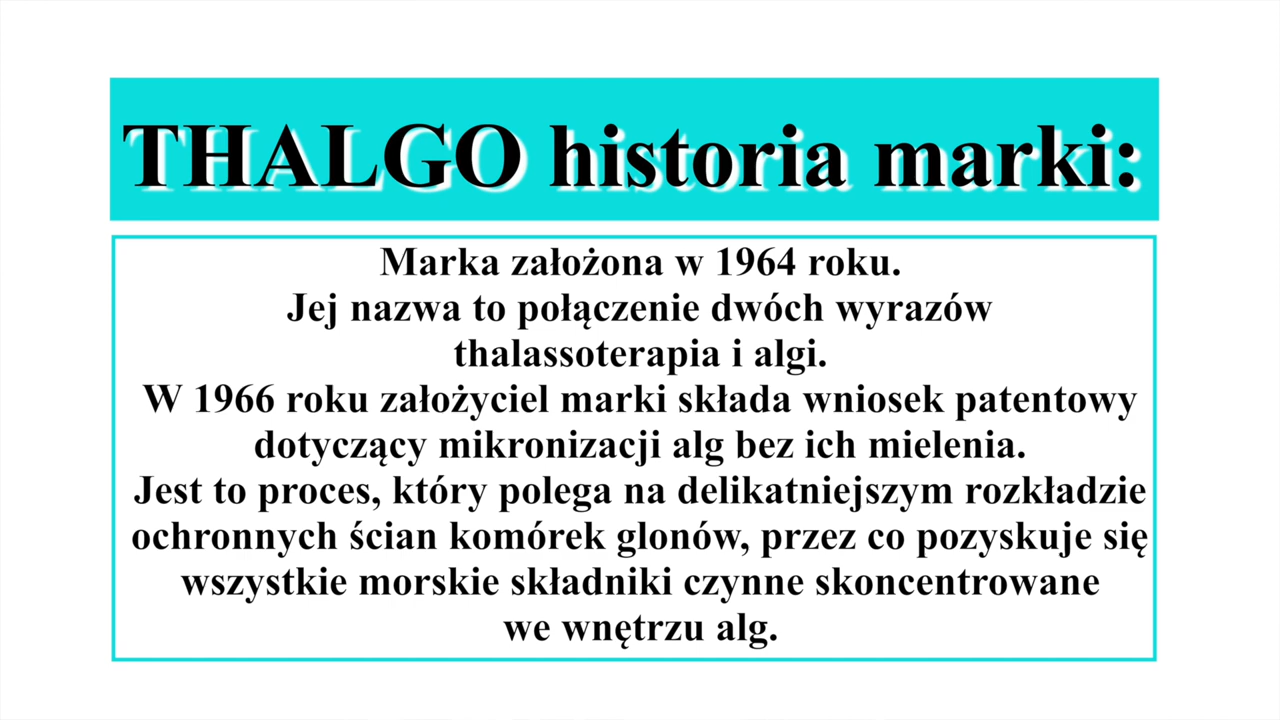 THALGO historia marki:
Marka założona w 1964 roku.
Jej nazwa to połączenie dwóch wyrazów
thalassoterapia i algi.
W 1966 roku założyciel marki składa wniosek patentowy
dotyczący mikronizacji alg bez ich mielenia.
Jest to proces, który polega na delikatniejszym rozkładzie
ochronnych ścian komórek glonów, przez co pozyskuje się
wszystkie morskie składniki czynne skoncentrowane
we wnętrzu alg.